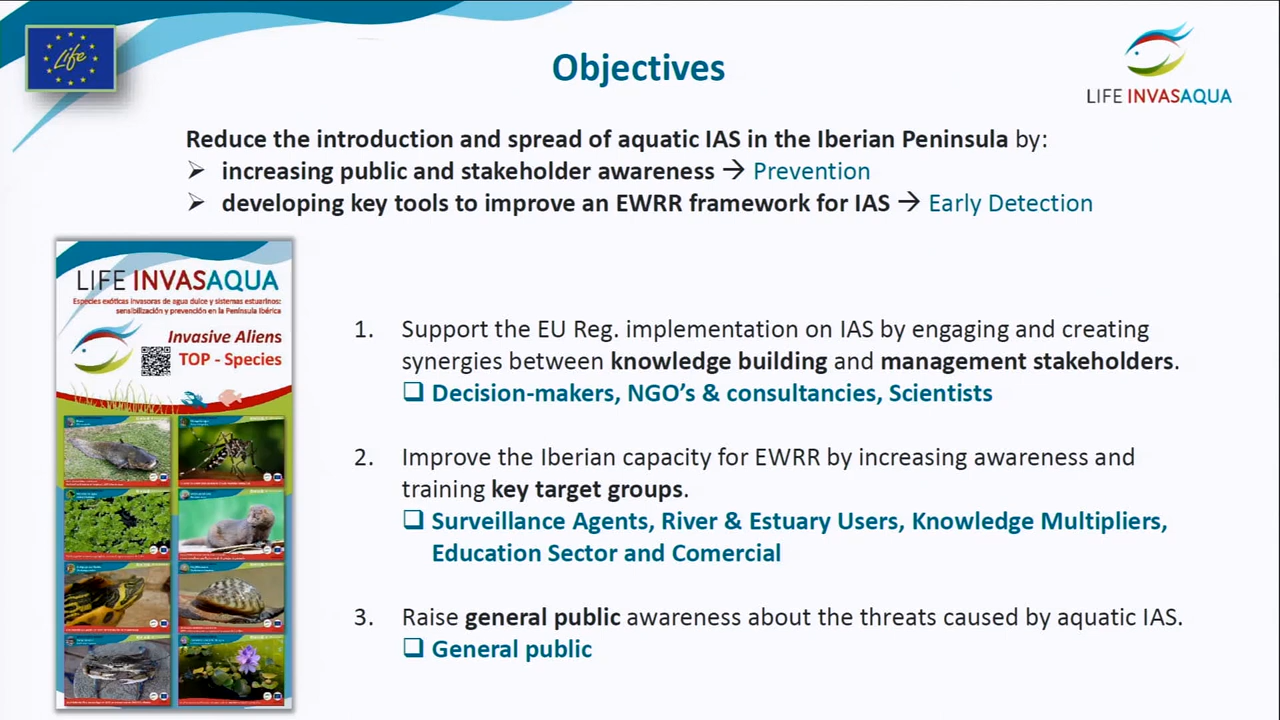 Life
Objectives
LIFE INVASAQUA
Reduce the introduction and spread of aquatic IAS in the Iberian Peninsula by:
➢ increasing public and stakeholder awareness → Prevention
➢ developing key tools to improve an EWRR framework for IAS → Early Detection
LIFE INVASAQUA
Especies exóticas invasoras de agua dulce y sistemas estuarinos:
sensibilización y prevención en la Península Ibérica
Invasive Aliens
TOP - Species
1. Support the EU Reg. implementation on IAS by engaging and creating
synergies between knowledge building and management stakeholders.
❑ Decision-makers, NGO’s & consultancies, Scientists
2. Improve the Iberian capacity for EWRR by increasing awareness and
training key target groups.
❑ Surveillance Agents, River & Estuary Users, Knowledge Multipliers,
Education Sector and Comercial
3. Raise general public awareness about the threats caused by aquatic IAS.
❑ General public